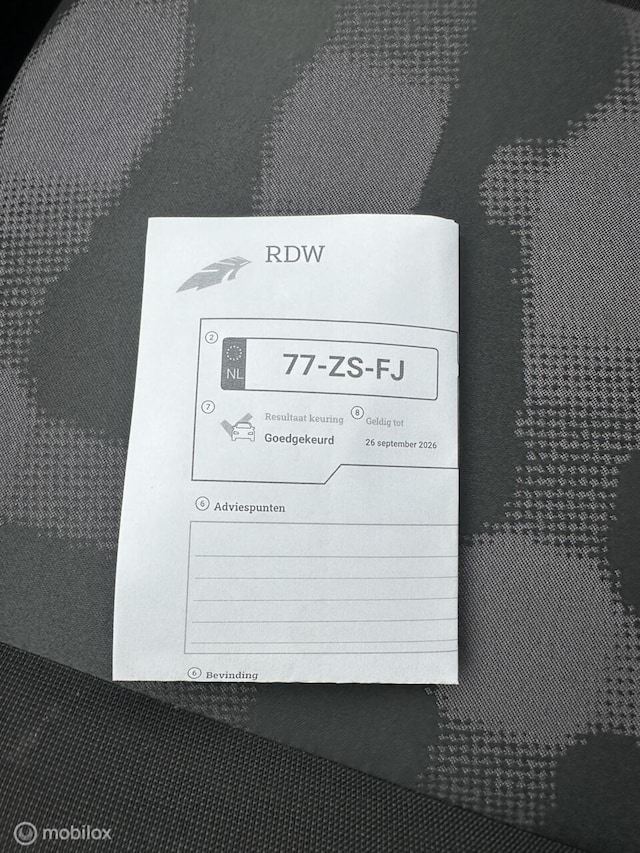 RDW
2
NL
77-ZS-FJ
7
Resultaat keuring
8
Geldig tot
Goedgekeurd
26 september 2026
6 Adviespunten
6 Bevinding
mobilox